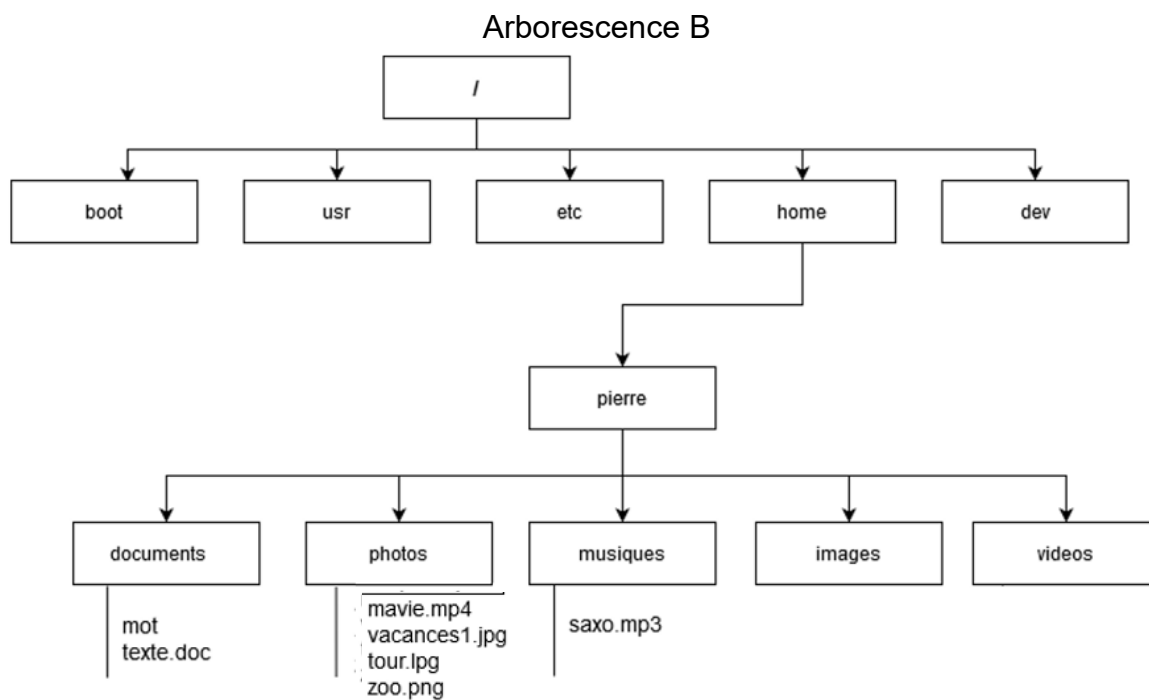 Arborescence B
/
boot
usr
etc
home
dev
pierre
documents
photos
musiques
images
videos
mot
texte.doc
mavie.mp4
vacances1.jpg
tour.lpg
zoo.png
saxo.mp3